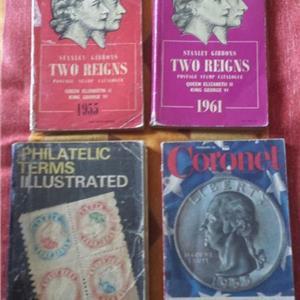 STANLEY GIBBONS
TWO REIGNS
POSTAGE STAMP CATALOGUE
QUEEN ELIZABETH II
KING GEORGE VI
1955
STANLEY GIBBONS
TWO REIGNS
POSTAGE STAMP CATALOGUE
QUEEN ELIZABETH II
KING GEORGE VI
1961
PHILATELIC
TERMS
ILLUSTRATED
Coronet
LIBERTY